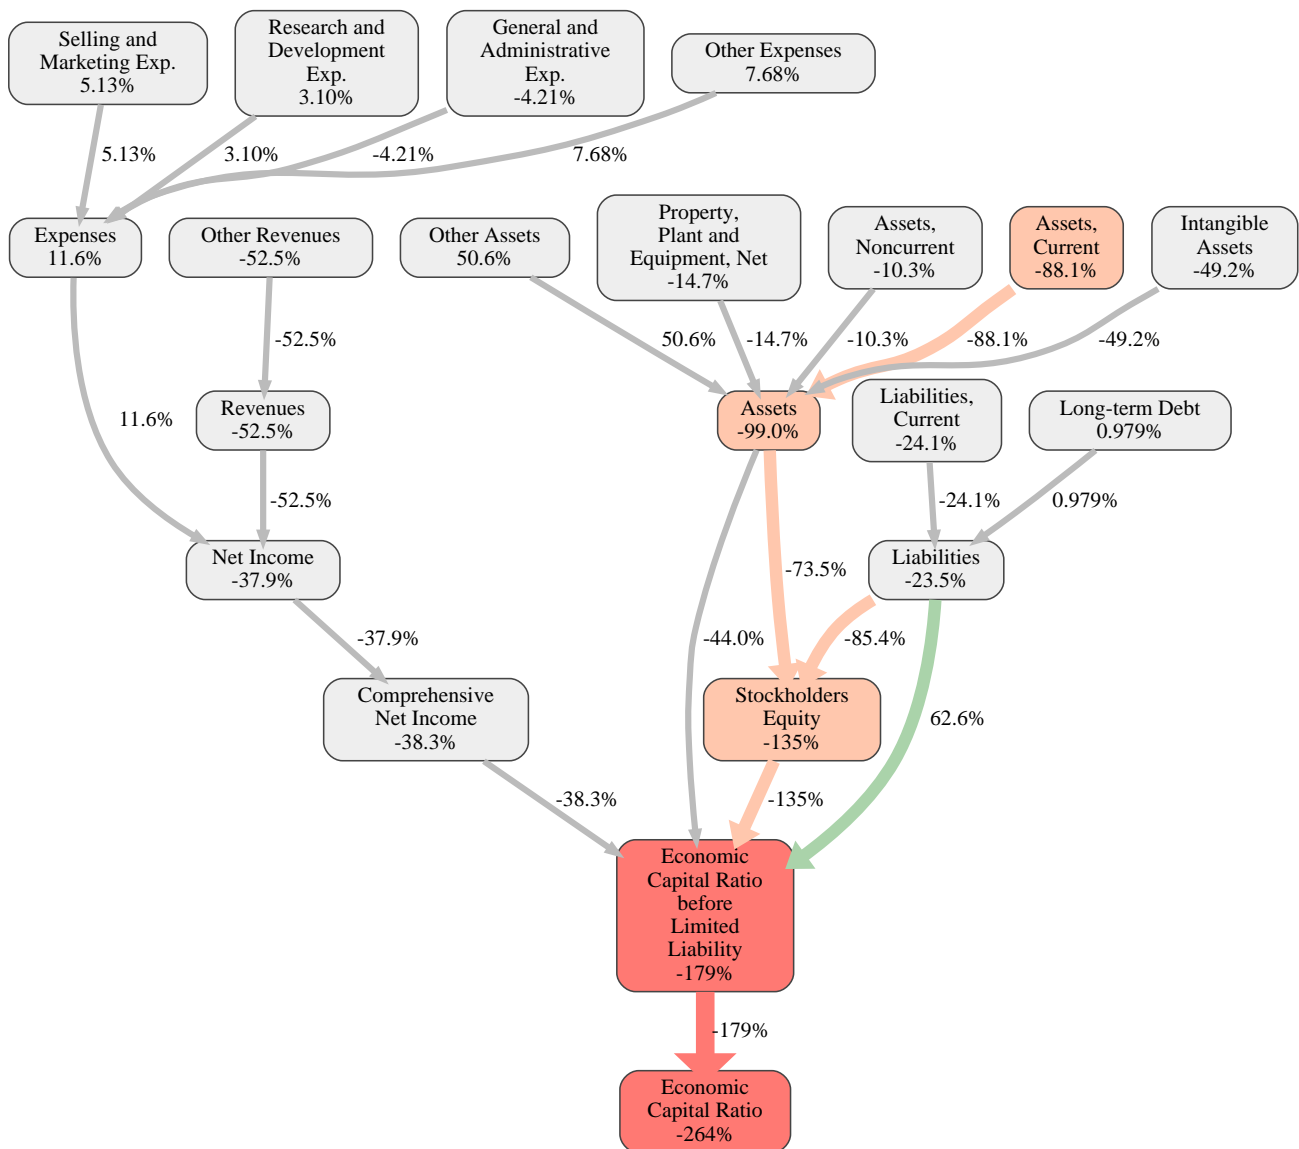 Selling and
Marketing Exp.
5.13%
Research and
Development
Exp.
3.10%
General and
Administrative
Exp.
-4.21%
Other Expenses
7.68%
5.13%
3.10%
-4.21%
7.68%
Expenses
11.6%
Other Revenues
-52.5%
Other Assets
50.6%
Property,
Plant and
Equipment, Net
-14.7%
Assets,
Noncurrent
-10.3%
Assets,
Current
-88.1%
Intangible
Assets
-49.2%
-52.5%
50.6%
-14.7%
-10.3%
-88.1%
-49.2%
11.6%
Revenues
-52.5%
Assets
-99.0%
Liabilities,
Current
-24.1%
Long-term Debt
0.979%
-52.5%
-24.1%
0.979%
Net Income
-37.9%
-73.5%
Liabilities
-23.5%
-37.9%
-44.0%
-85.4%
Comprehensive
Net Income
-38.3%
Stockholders
Equity
-135%
62.6%
-38.3%
-135%
Economic
Capital Ratio
before
Limited
Liability
-179%
-179%
Economic
Capital Ratio
-264%